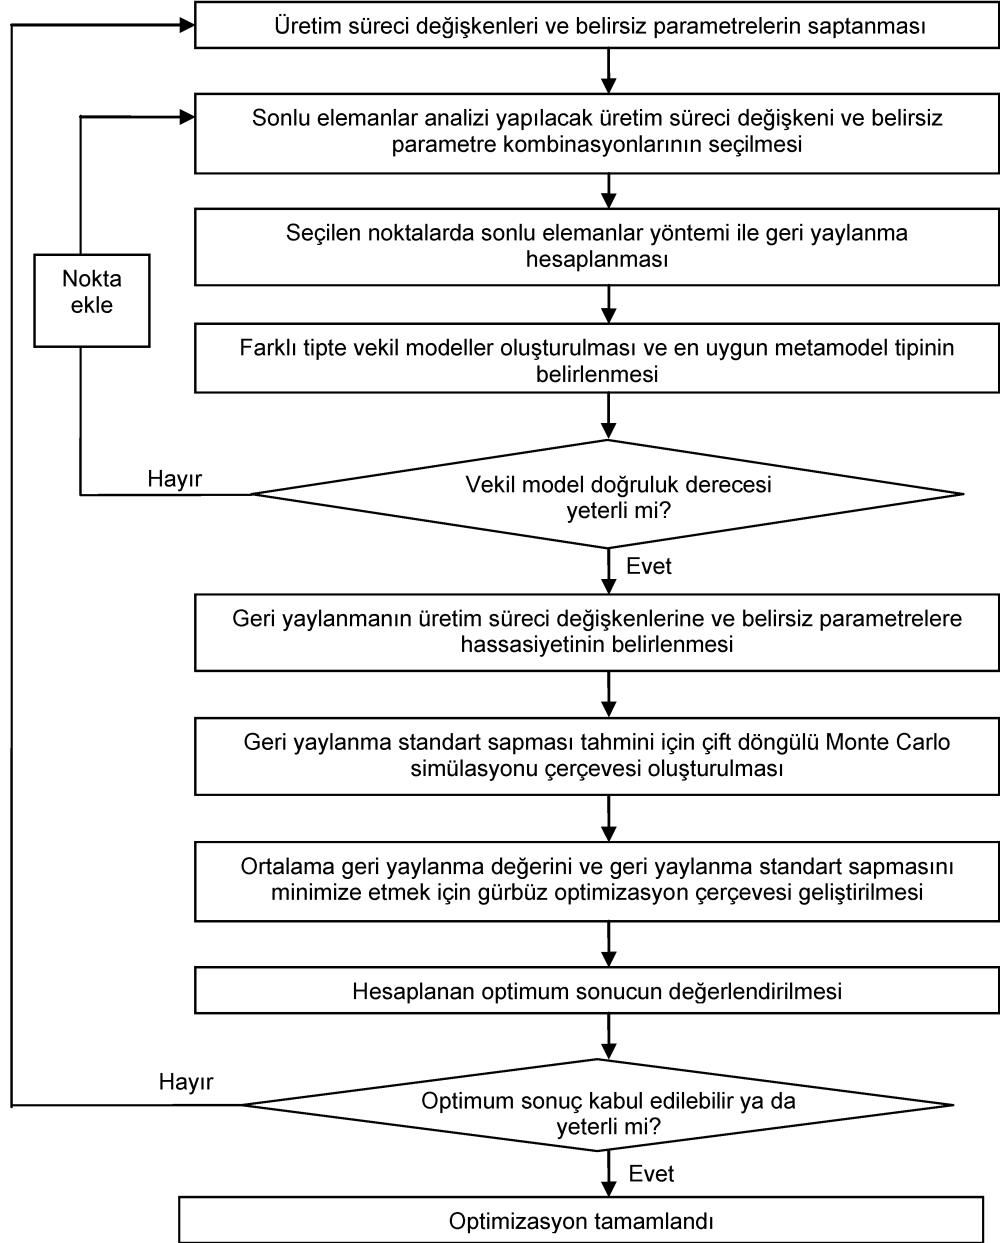 Üretim süreci değişkenleri ve belirsiz parametrelerin saptanması
Sonlu elemanlar analizi yapılacak üretim süreci değişkeni ve belirsiz
parametre kombinasyonlarının seçilmesi
Seçilen noktalarda sonlu elemanlar yöntemi ile geri yaylanma
hesaplanması
Nokta
ekle
Farklı tipte vekil modeller oluşturulması ve en uygun metamodel tipinin
belirlenmesi
Hayır
Vekil model doğruluk derecesi
yeterli mi?
Evet
Geri yaylanmanın üretim süreci değişkenlerine ve belirsiz parametrelere
hassasiyetinin belirlenmesi
Geri yaylanma standart sapması tahmini için çift döngülü Monte Carlo
simülasyonu çerçevesi oluşturulması
Ortalama geri yaylanma değerini ve geri yaylanma standart sapmasını
minimize etmek için gürbüz optimizasyon çerçevesi geliştirilmesi
Hesaplanan optimum sonucun değerlendirilmesi
Hayır
Optimum sonuç kabul edilebilir ya da
yeterli mi?
Evet
Optimizasyon tamamlandı